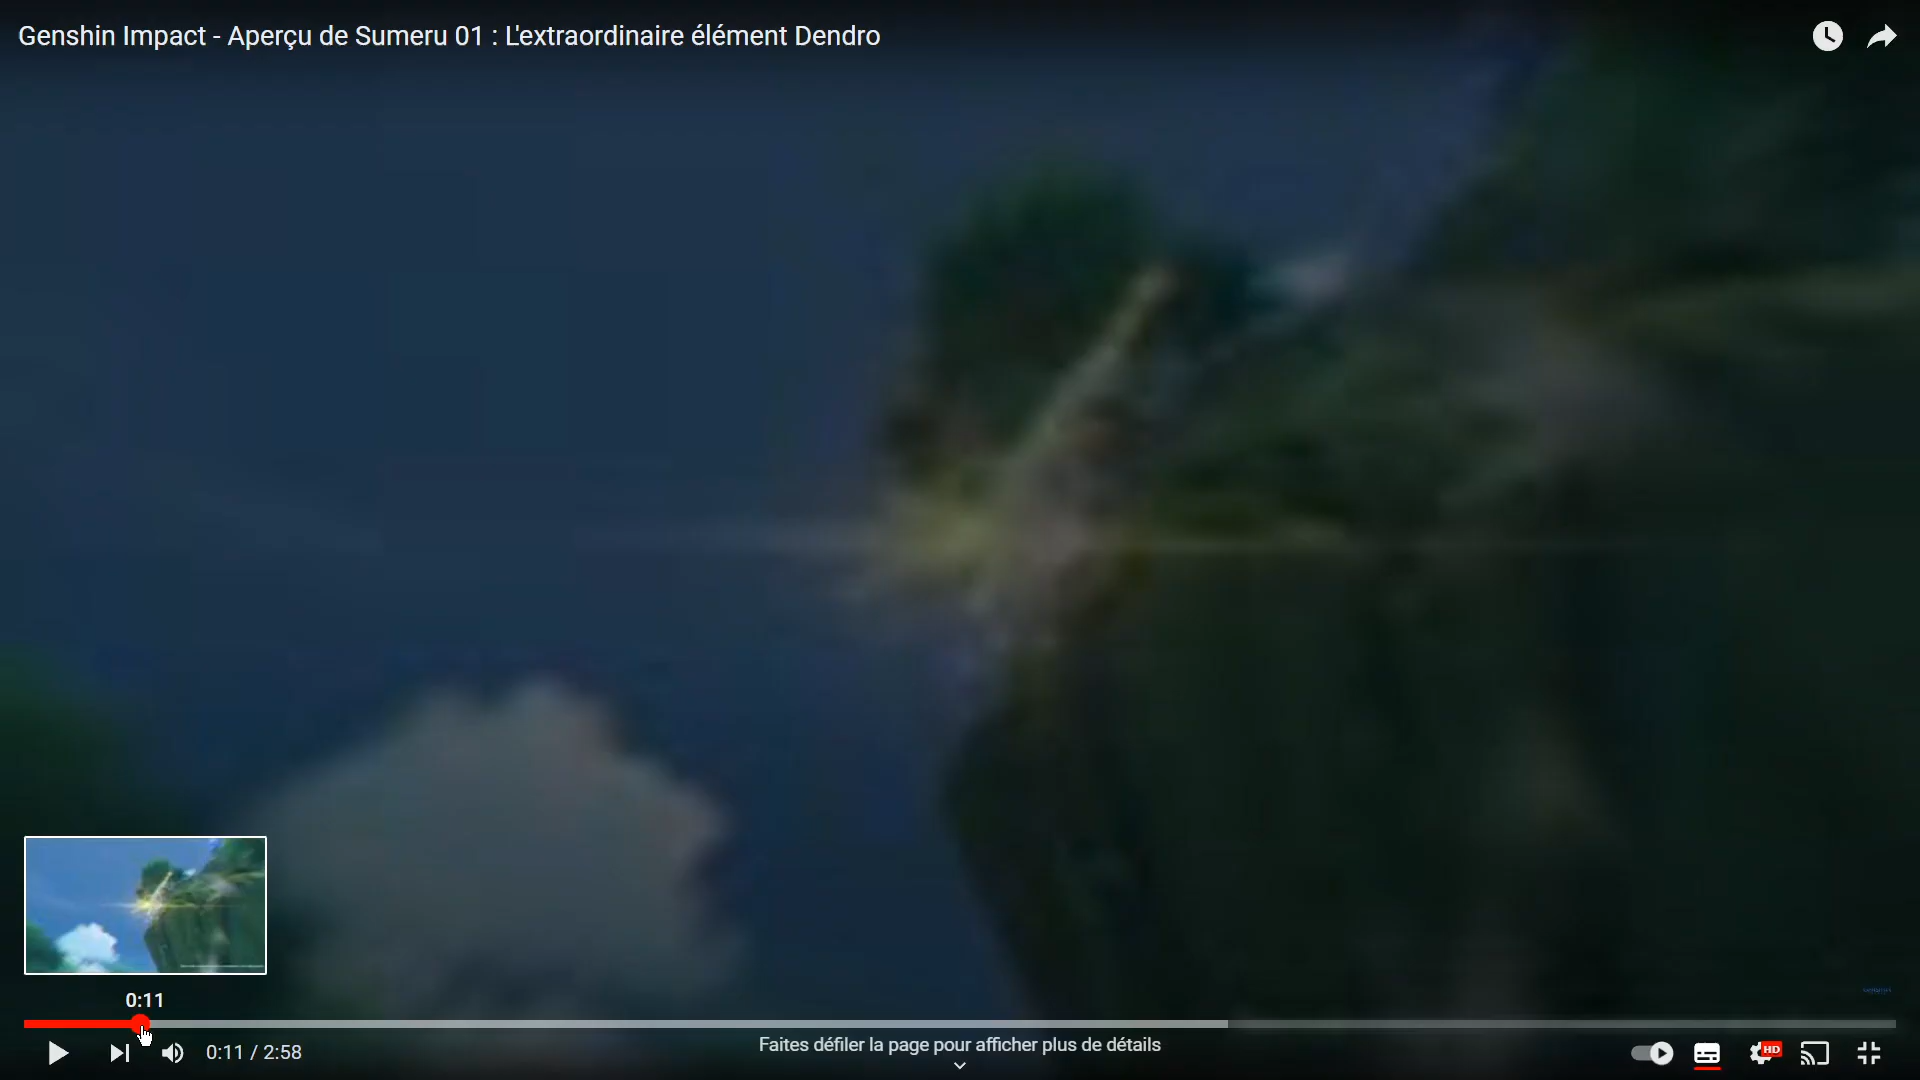 Genshin Impact - Aperçu de Sumeru 01 : L'extraordinaire élément Dendro
0:11
0:11 / 2:58
Faites défiler la page pour afficher plus de détails
HD